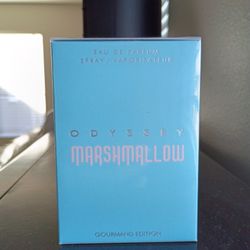 EAU DE PARFUM
SPRAY / VAPORISATEUR
ODYSSEY
MARSHMALLOW
GOURMAND EDITION